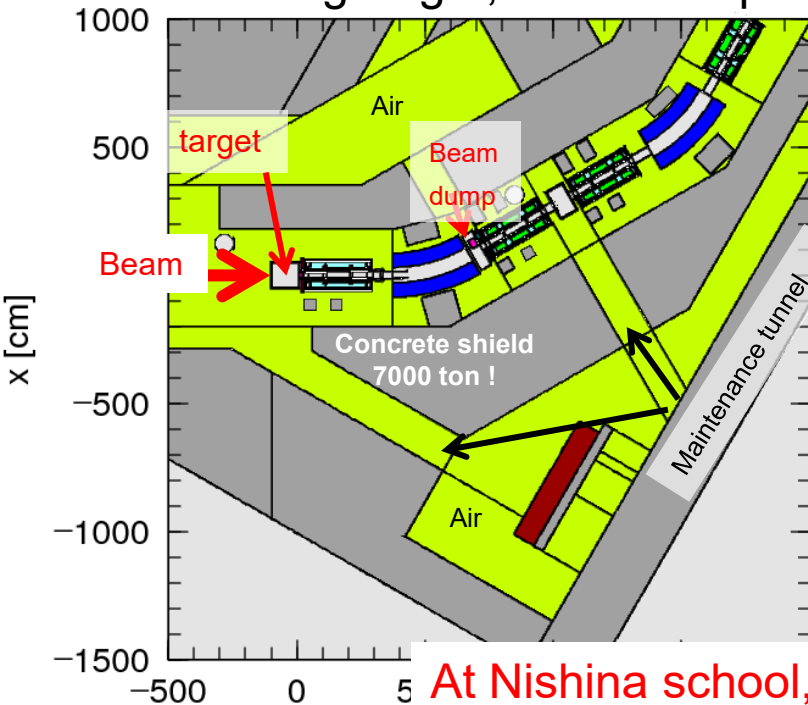 1000
Air
target
500
Beam
dump
Beam
0
x [cm]
Concrete shield
7000 ton !
Maintenance tunnel
−500
Air
−1000
−1500
−500
0
5
At Nishina school,